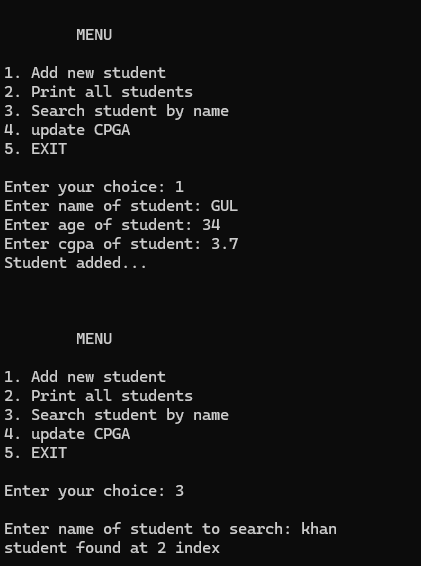 MENU
1. Add new student
2. Print all students
3. Search student by name
4. update CPGA
5. EXIT
Enter your choice: 1
Enter name of student: GUL
Enter age of student: 34
Enter cgpa of student: 3.7
Student added...
MENU
1. Add new student
2. Print all students
3. Search student by name
4. update CPGA
5. EXIT
Enter your choice: 3
Enter name of student to search: khan
student found at 2 index